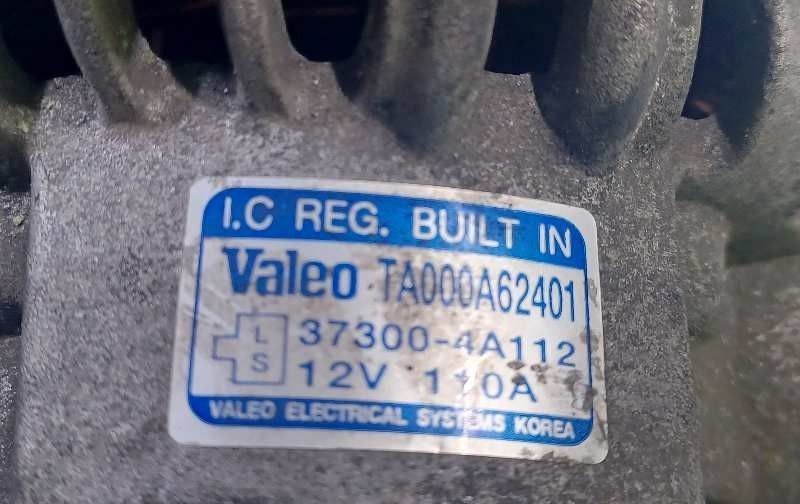 I.C REG. BUILT IN
Valeo TA000A62401
L 37300-4A112
S 12V 110A
VALEO ELECTRICAL SYSTEMS KOREA